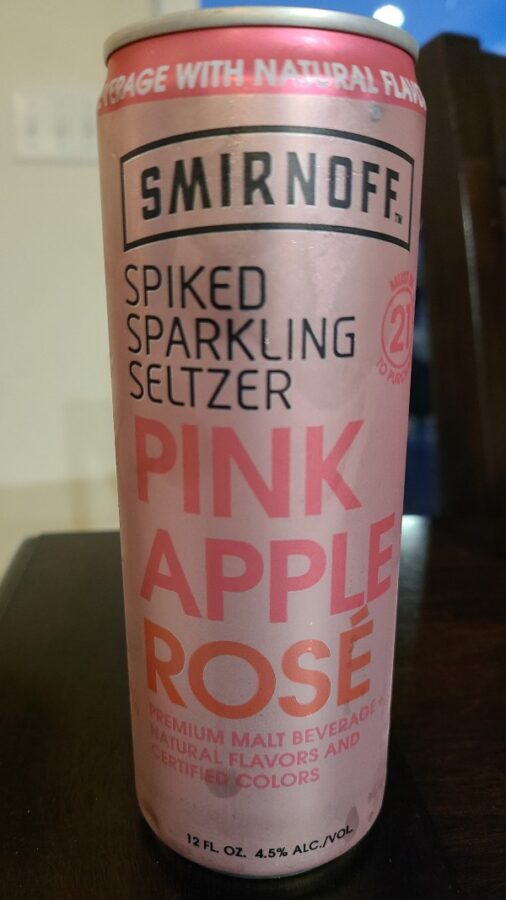 WITH NATURAL
SMIRNOFF™
SPIKED
SPARKLING
SELTZER
21
PINK
APPLE
ROSÉ
PREMIUM MALT BEVERAGE
NATURAL FLAVORS AND
CERTIFIED COLORS
12 FL. OZ. 4.5% ALC./VOL.